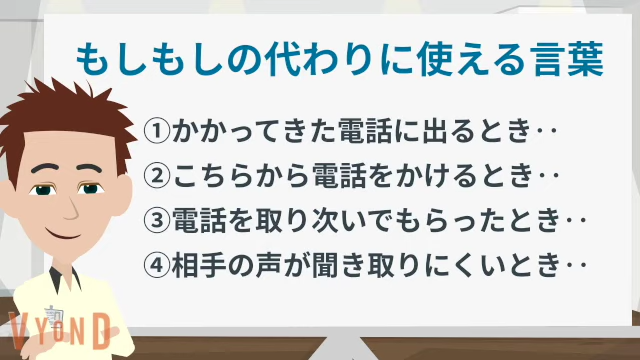 もしもしの代わりに使える言葉
①かかってきた電話に出るとき‥
②こちらから電話をかけるとき‥
③電話を取り次いでもらったとき‥
④相手の声が聞き取りにくいとき‥
VYOND